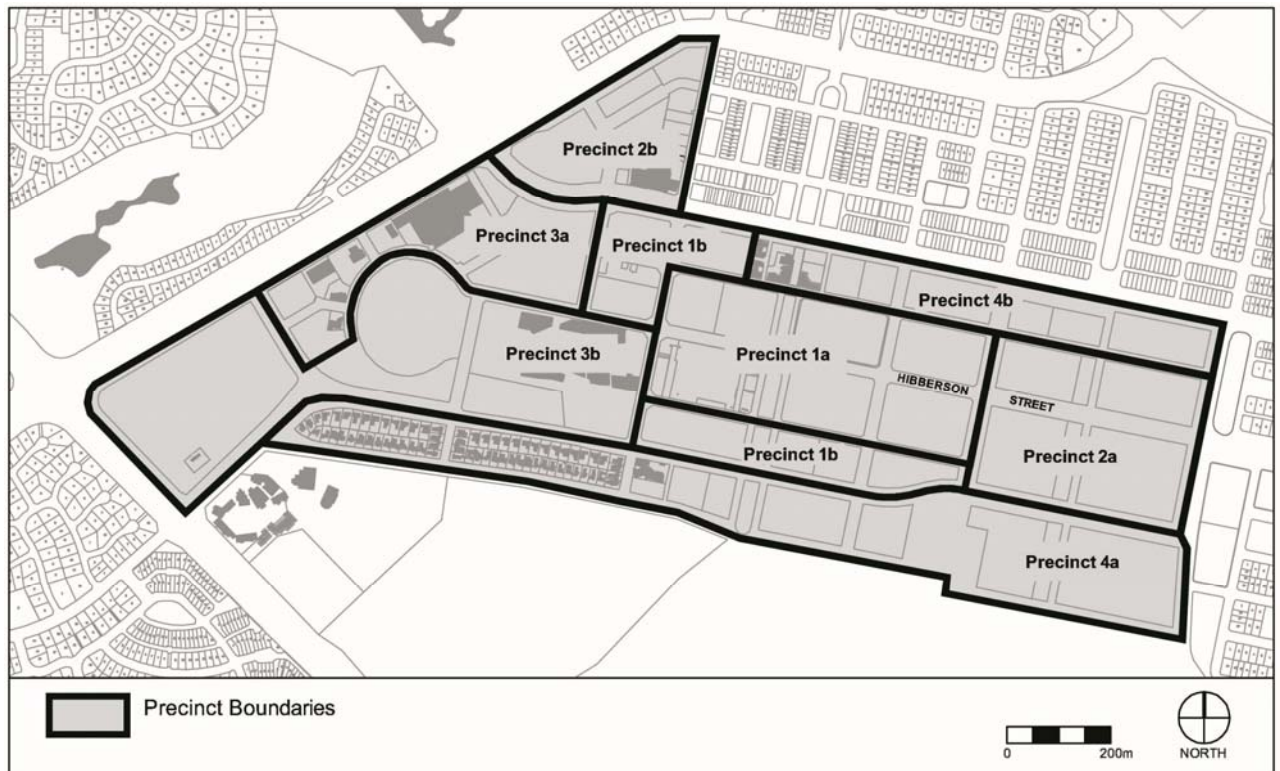 Precinct 2b
Precinct 3a
Precinct 1b
Precinct 4b
Precinct 3b
Precinct 1a
HIBBERSON
STREET
Precinct 1b
Precinct 2a
Precinct 4a
Precinct Boundaries
0
200m
NORTH